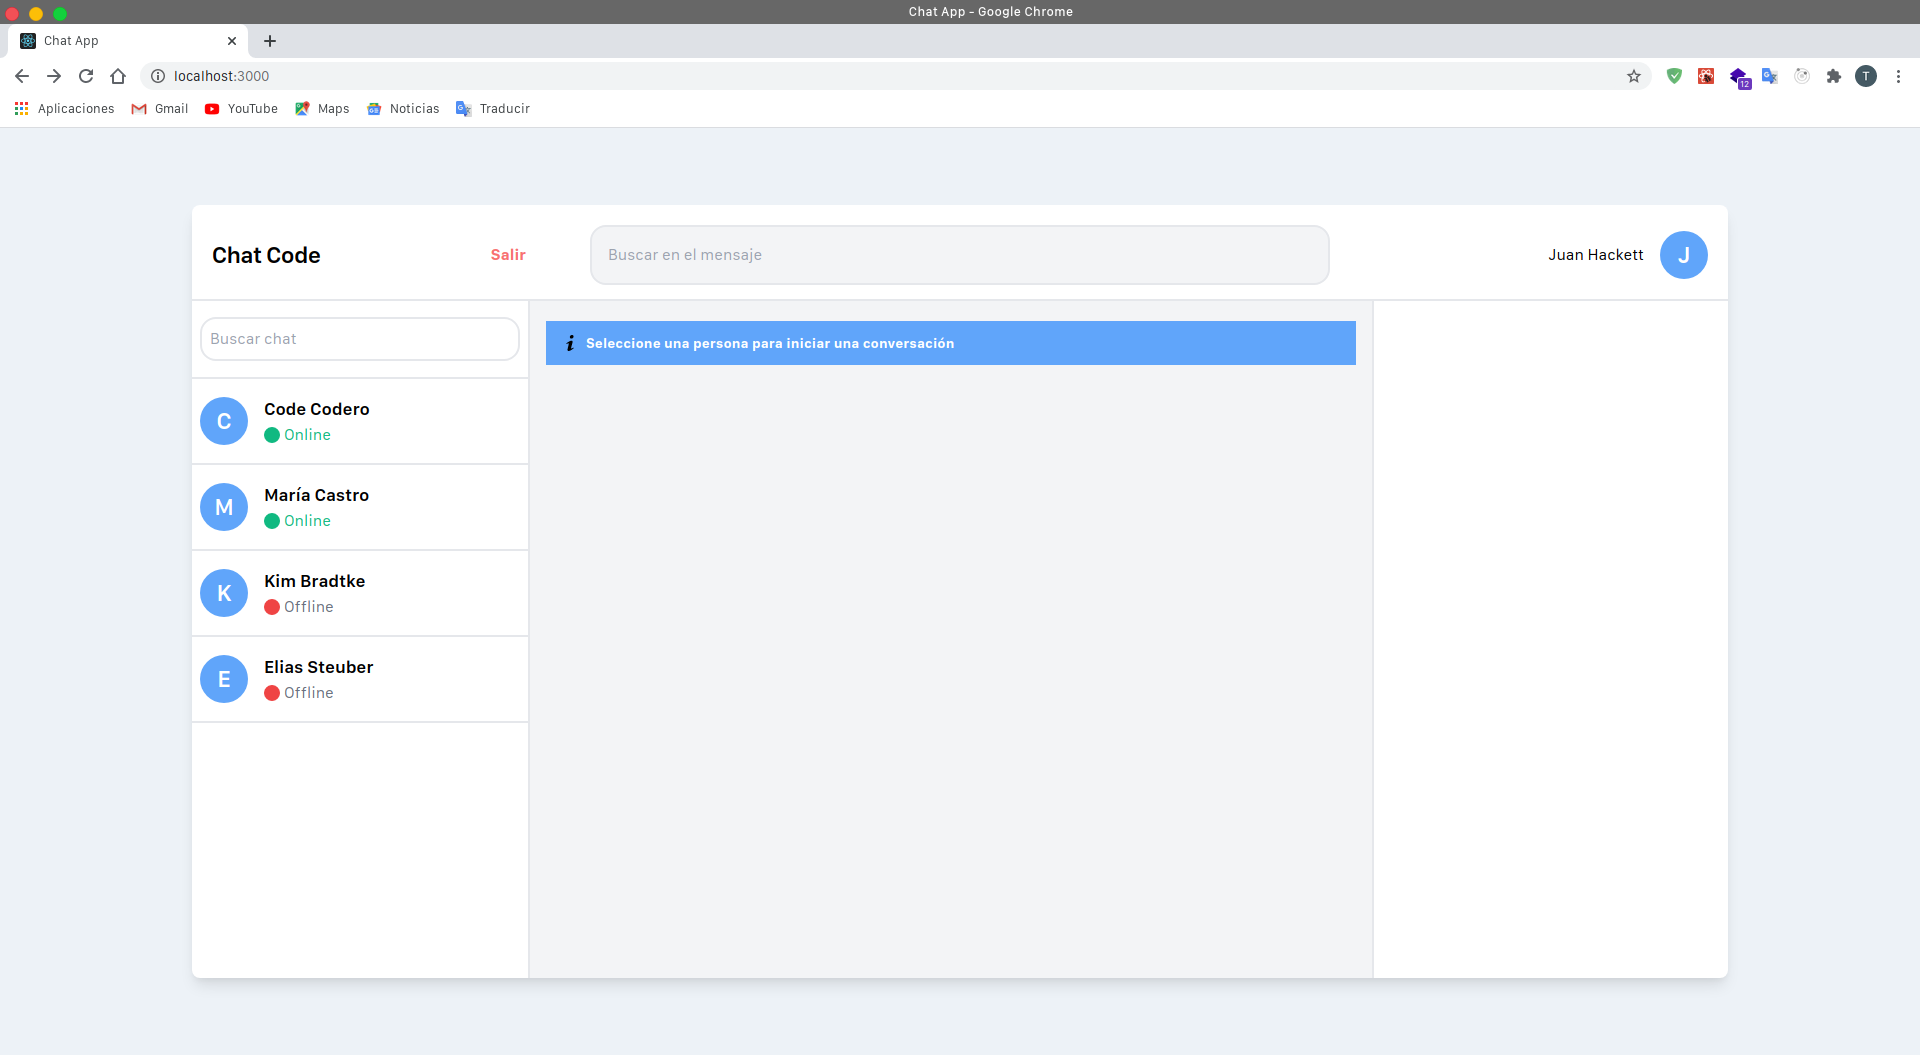 Chat App - Google Chrome
Chat App
localhost:3000
12
T
Aplicaciones Gmail YouTube Maps Noticias Traducir
Chat Code Salir Buscar en el mensaje Juan Hackett J
Buscar chat
i Seleccione una persona para iniciar una conversación
C Code Codero
Online
M María Castro
Online
K Kim Bradtke
Offline
E Elias Steuber
Offline